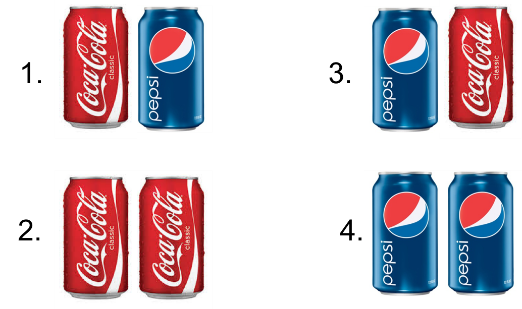 1. Coca-Cola classic pepsi
3. pepsi Coca-Cola classic
2. Coca-Cola classic Coca-Cola classic
4. pepsi pepsi